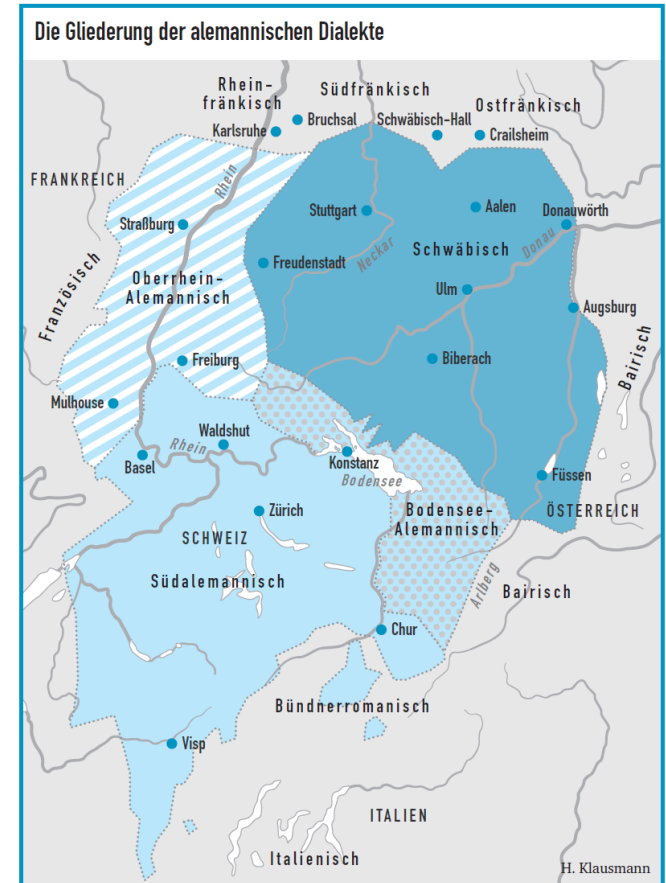 Die Gliederung der alemannischen Dialekte
Rhein-
fränkisch
Südfränkisch
Ostfränkisch
Karlsruhe
Bruchsal
Schwäbisch-Hall
Crailsheim
FRANKREICH
Rhein
Straßburg
Stuttgart
Aalen
Donauwörth
Französisch
Oberrhein-
Alemannisch
Freudenstadt
Neckar
Schwäbisch
Donau
Ulm
Augsburg
Freiburg
Biberach
Bairisch
Mulhouse
Waldshut
Rhein
Basel
Konstanz
Bodensee
Füssen
Zürich
Bodensee-
Alemannisch
ÖSTERREICH
SCHWEIZ
Südalemannisch
Arlberg
Bairisch
Chur
Bündnerromanisch
Visp
ITALIEN
Italienisch
H. Klausmann